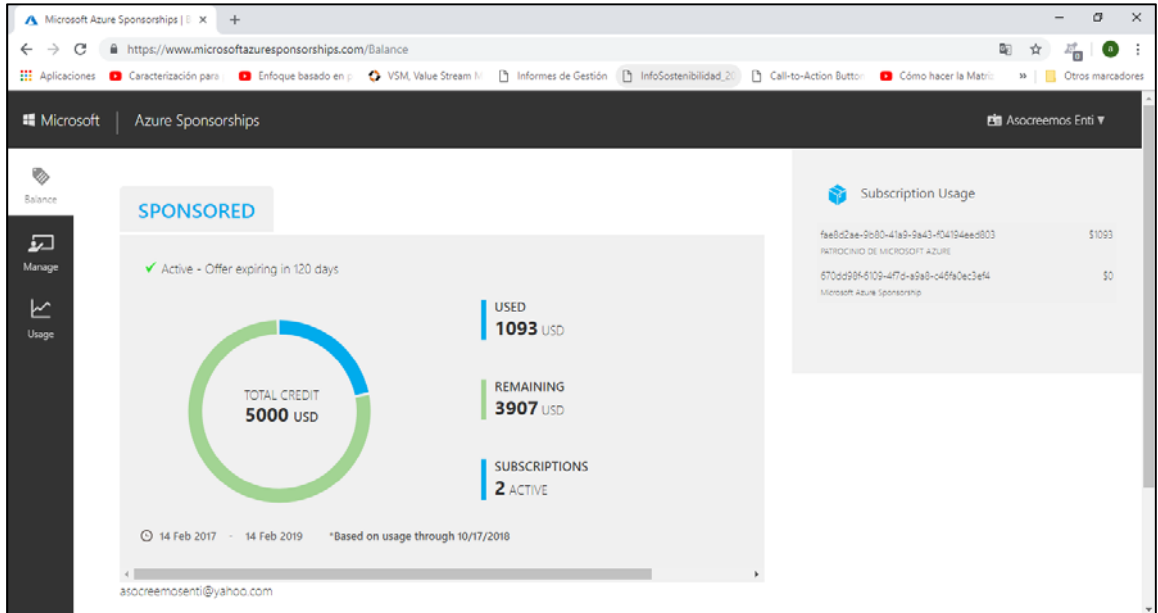 Microsoft Azure Sponsorships | B
https://www.microsoftazuresponsorships.com/Balance
Aplicaciones Caracterización para Enfoque basado en p VSM, Value Stream M Informes de Gestión InfoSostenibilidad_20 Call-to-Action Button Cómo hacer la Matriz » Otros marcadores
Microsoft | Azure Sponsorships Asocreemos Enti
Balance
Manage
Usage
SPONSORED
Active - Offer expiring in 120 days
TOTAL CREDIT
5000 USD
USED
1093 USD
REMAINING
3907 USD
SUBSCRIPTIONS
2 ACTIVE
14 Feb 2017 - 14 Feb 2019 *Based on usage through 10/17/2018
asocreemosenti@yahoo.com
Subscription Usage
fae8d2ae-9b80-41a9-9a43-f04194eed803 $1093
PATROCINIO DE MICROSOFT AZURE
670dd98f-6109-4f7d-a9a8-c46fa0ec3ef4 $0
Microsoft Azure Sponsorship